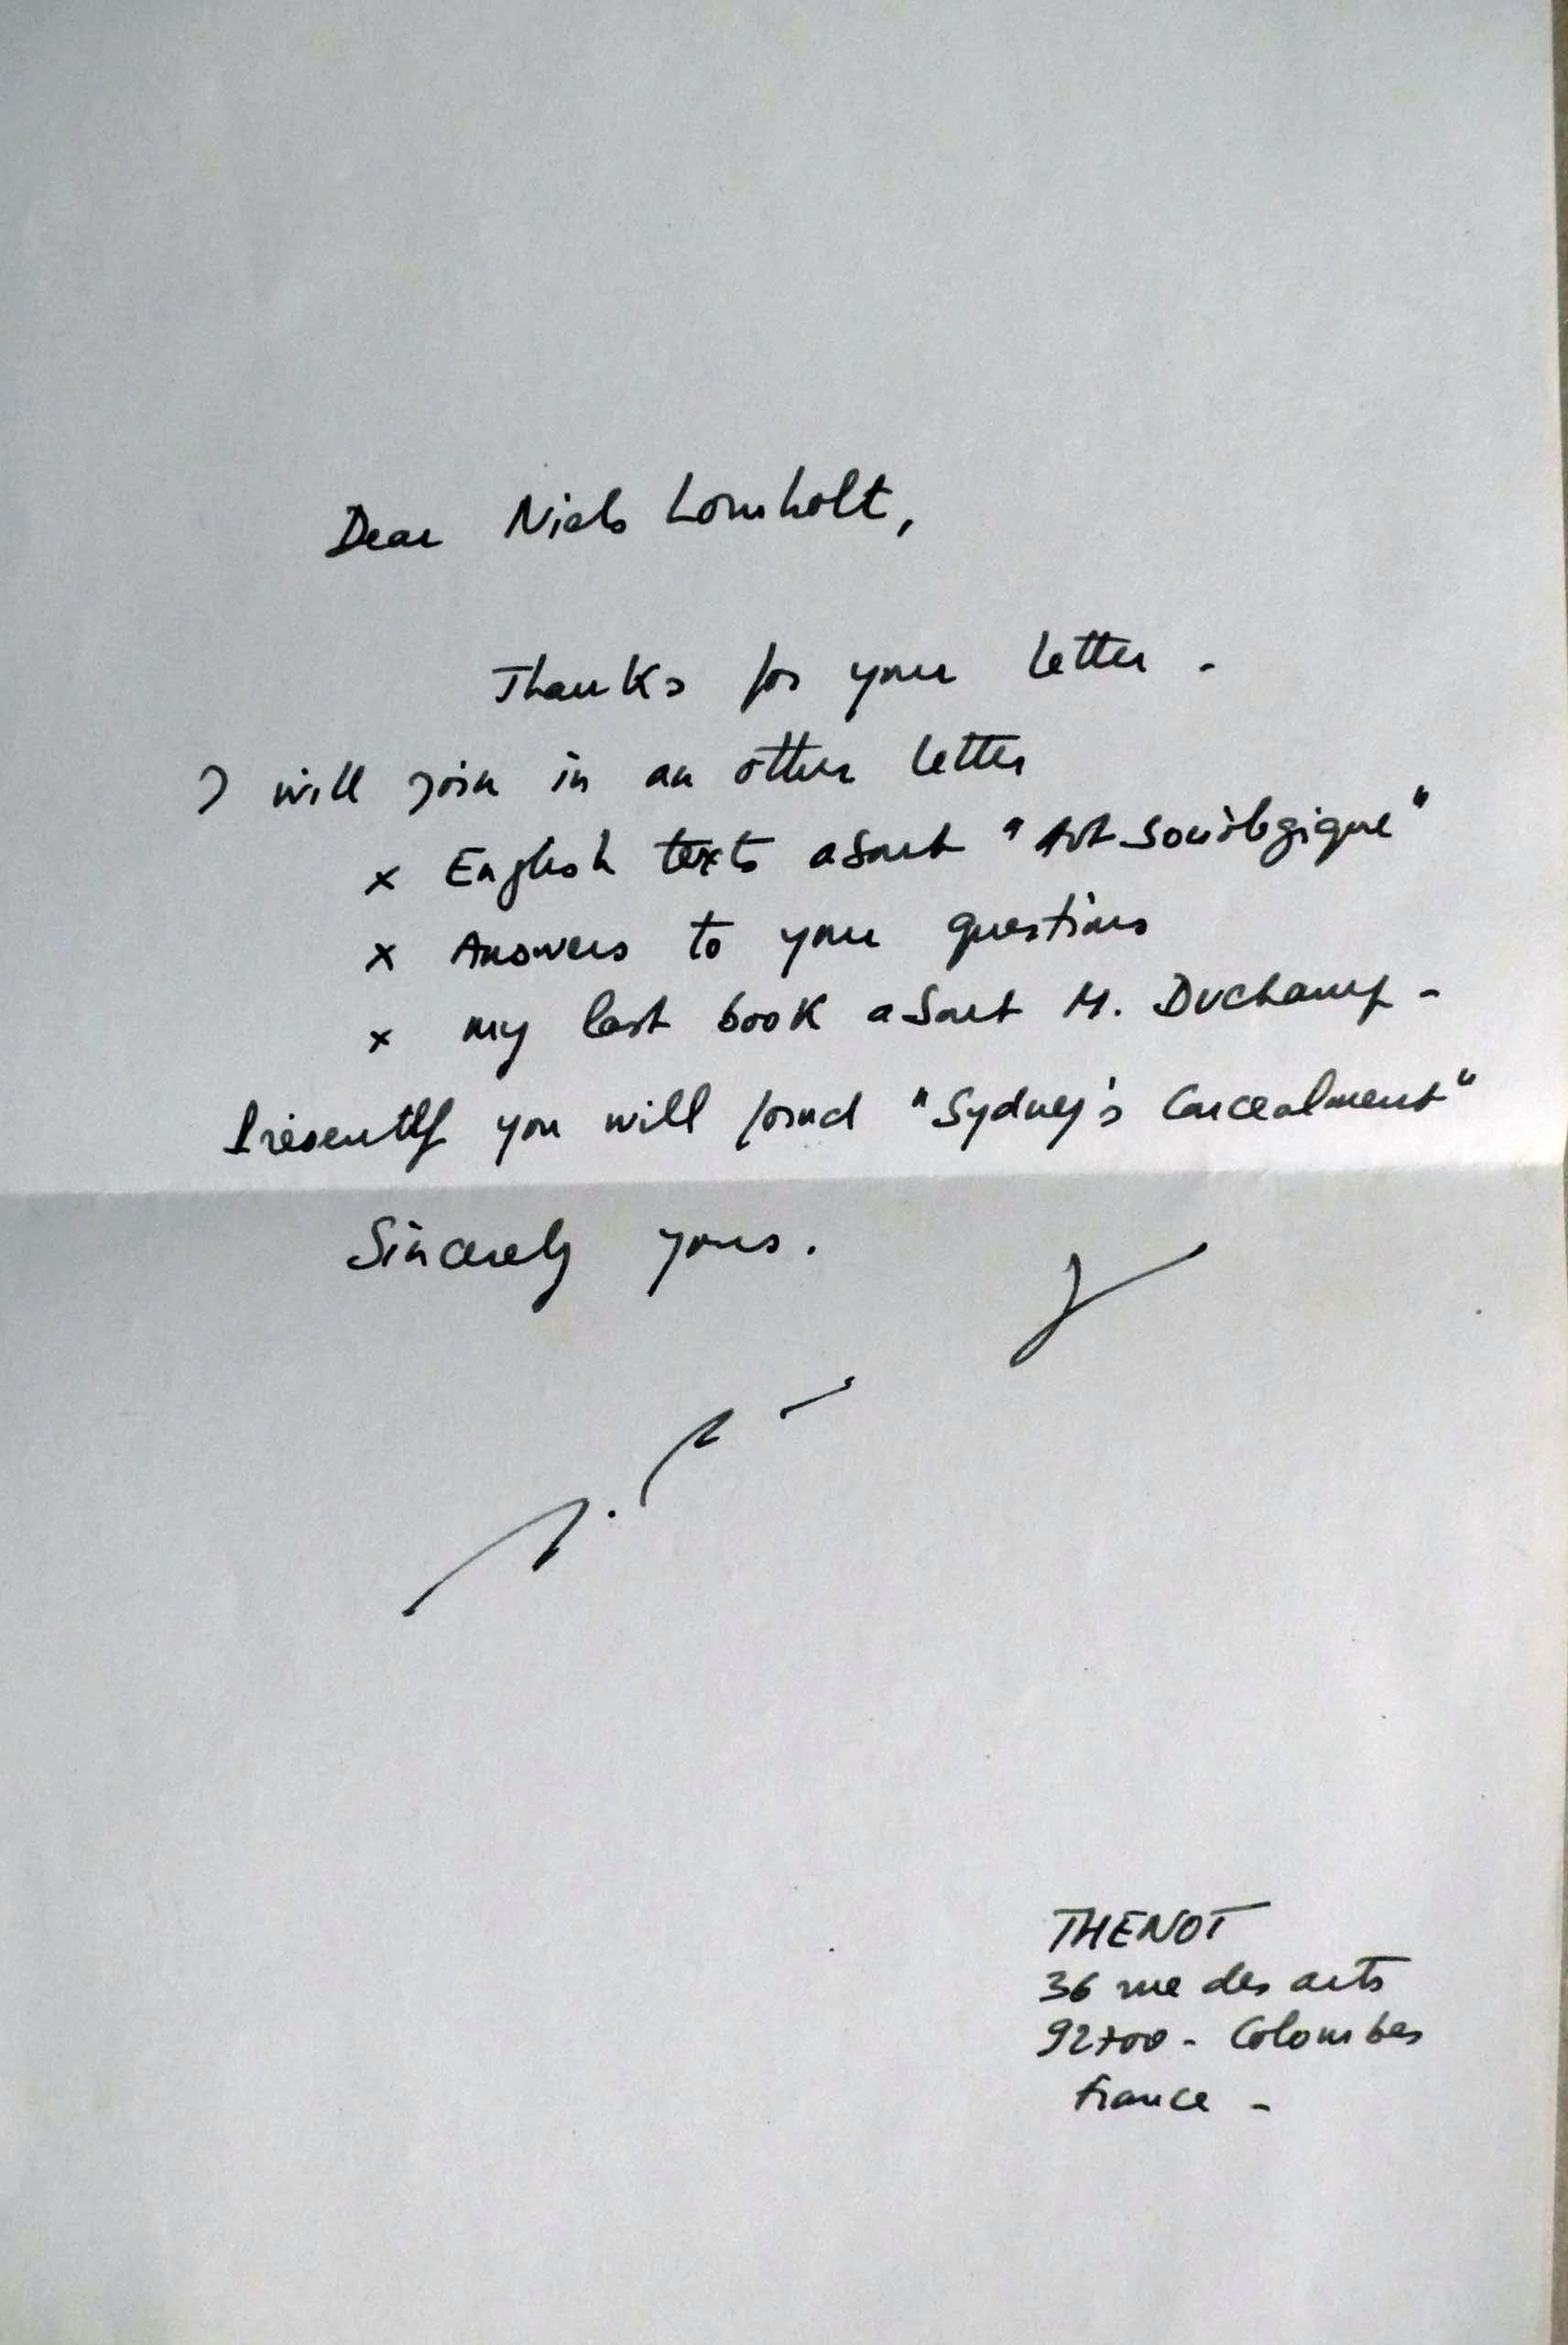 Dear Niels Lomholt,
Thanks for your letter -
I will join in an other letter
x English texts about "Art Sociologique"
x Answers to your questions
x my last book about M. Duchamp -
Presently you will found "Sydney's Concealment"
Sincerely yours.
THENOT
36 rue des arts
92700 - Colombes
France -